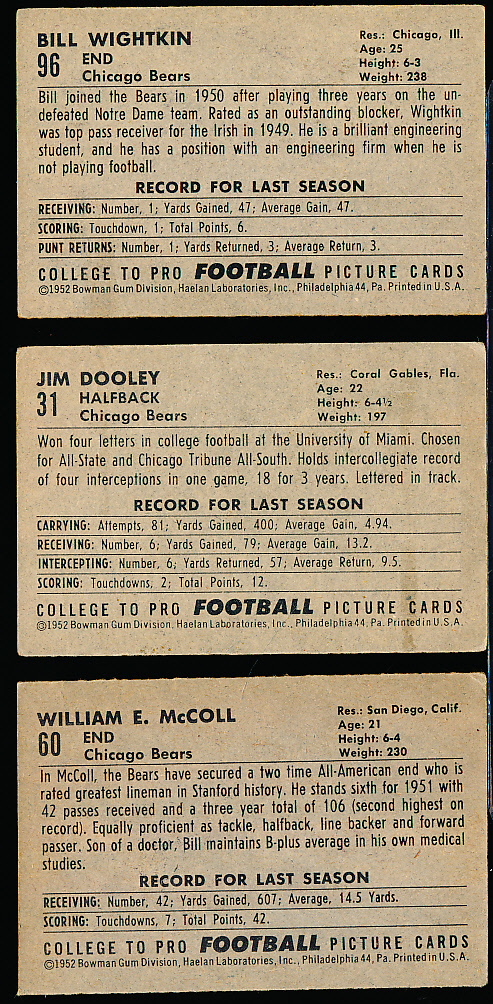 BILL WIGHTKIN
96 END
Chicago Bears
Res.: Chicago, Ill.
Age: 25
Height: 6-3
Weight: 238
Bill joined the Bears in 1950 after playing three years on the un-
defeated Notre Dame team. Rated as an outstanding blocker, Wightkin
was top pass receiver for the Irish in 1949. He is a brilliant engineering
student, and he has a position with an engineering firm when he is
not playing football.
RECORD FOR LAST SEASON
RECEIVING: Number, 1; Yards Gained, 47; Average Gain, 47.
SCORING: Touchdown, 1; Total Points, 6.
PUNT RETURNS: Number, 1; Yards Returned, 3; Average Return, 3.
COLLEGE TO PRO FOOTBALL PICTURE CARDS
©1952 Bowman Gum Division, Haelan Laboratories, Inc., Philadelphia 44, Pa. Printed in U.S.A.
JIM DOOLEY
31 HALFBACK
Chicago Bears
Res.: Coral Gables, Fla.
Age: 22
Height: 6-4½
Weight: 197
Won four letters in college football at the University of Miami. Chosen
for All-State and Chicago Tribune All-South. Holds intercollegiate record
of four interceptions in one game, 18 for 3 years. Lettered in track.
RECORD FOR LAST SEASON
CARRYING: Attempts, 81; Yards Gained, 400; Average Gain, 4.94.
RECEIVING: Number, 6; Yards Gained, 79; Average Gain, 13.2.
INTERCEPTING: Number, 6; Yards Returned, 57; Average Return, 9.5.
SCORING: Touchdowns, 2; Total Points, 12.
COLLEGE TO PRO FOOTBALL PICTURE CARDS
©1952 Bowman Gum Division, Haelan Laboratories, Inc., Philadelphia 44, Pa. Printed in U.S.A.
WILLIAM E. McCOLL
60 END
Chicago Bears
Res.: San Diego, Calif.
Age: 21
Height: 6-4
Weight: 230
In McColl, the Bears have secured a two time All-American end who is
rated greatest lineman in Stanford history. He stands sixth for 1951 with
42 passes received and a three year total of 106 (second highest on
record). Equally proficient as tackle, halfback, line backer and forward
passer. Son of a doctor, Bill maintains B-plus average in his own medical
studies.
RECORD FOR LAST SEASON
RECEIVING: Number, 42; Yards Gained, 607; Average, 14.5 Yards.
SCORING: Touchdowns, 7; Total Points, 42.
COLLEGE TO PRO FOOTBALL PICTURE CARDS
©1952 Bowman Gum Division, Haelan Laboratories, Inc., Philadelphia 44, Pa. Printed in U.S.A.